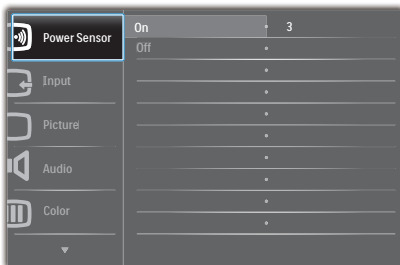 Power Sensor
On 3
Off
Input
Picture
Audio
Color